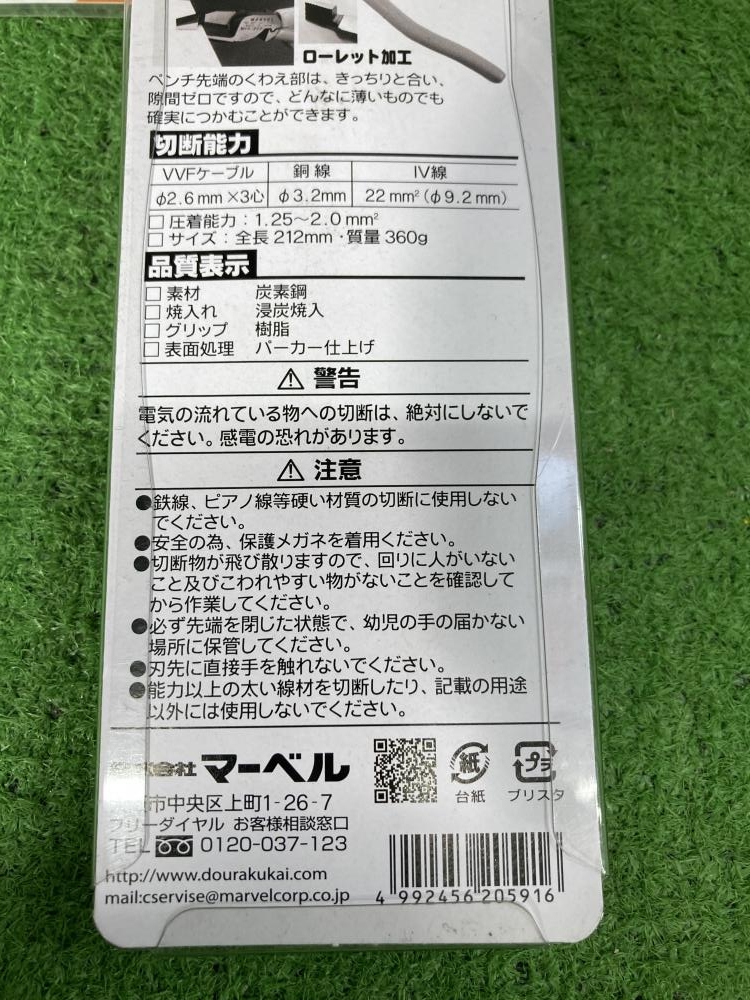 ローレット加工
ペンチ先端のくわえ部は、きっちりと合い、
隙間ゼロですので、どんなに薄いものでも
確実につかむことができます。
切断能力
VVFケーブル 銅線 IV線
φ2.6mm×3心 φ3.2mm 22mm²(φ9.2mm)
□ 圧着能力：1.25～2.0mm²
□ サイズ：全長212mm・質量360g
品質表示
□ 素材 炭素鋼
□ 焼入れ 浸炭焼入
□ グリップ 樹脂
□ 表面処理 パーカー仕上げ
⚠ 警告
電気の流れている物への切断は、絶対にしないで
ください。感電の恐れがあります。
⚠ 注意
●鉄線、ピアノ線等硬い材質の切断に使用しない
でください。
●安全の為、保護メガネを着用ください。
●切断物が飛び散りますので、回りに人がいない
こと及びこわれやすい物がないことを確認して
から作業してください。
●必ず先端を閉じた状態で、幼児の手の届かない
場所に保管してください。
●刃先に直接手を触れないでください。
●能力以上の太い線材を切断したり、記載の用途
以外には使用しないでください。
株式会社 マーベル
市中央区上町1-26-7
フリーダイヤル お客様相談窓口
TEL 0120-037-123
http://www.dourakukai.com
mail:cservise@marvelcorp.co.jp
紙
台紙
プラ
ブリスタ
4 992456 205916